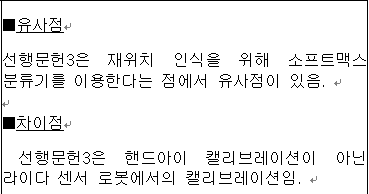 ■유사점
선행문헌3은 재위치 인식을 위해 소프트맥스
분류기를 이용한다는 점에서 유사점이 있음.
■차이점
선행문헌3은 핸드아이 캘리브레이션이 아닌
라이다 센서 로봇에서의 캘리브레이션임.